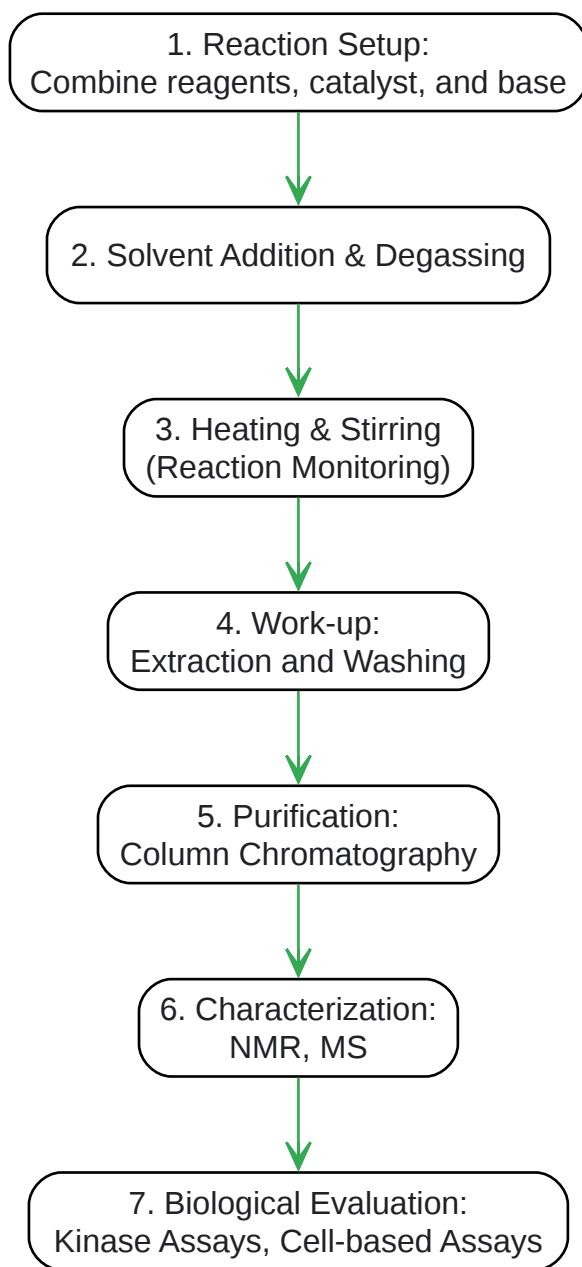 1. Reaction Setup:
Combine reagents, catalyst, and base
2. Solvent Addition & Degassing
3. Heating & Stirring
(Reaction Monitoring)
4. Work-up:
Extraction and Washing
5. Purification:
Column Chromatography
6. Characterization:
NMR, MS
7. Biological Evaluation:
Kinase Assays, Cell-based Assays